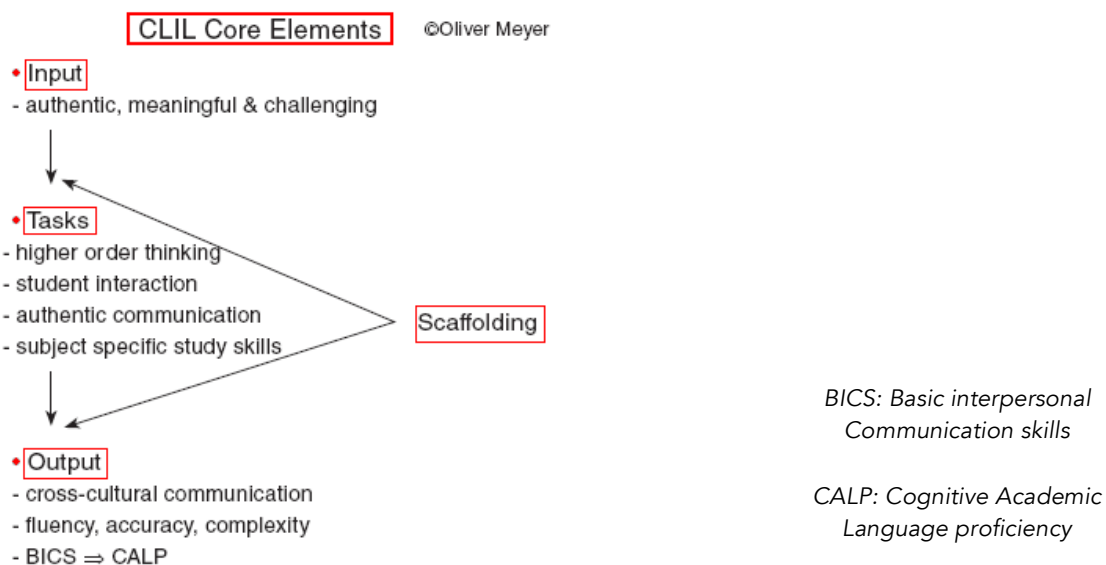 CLIL Core Elements ©Oliver Meyer
• Input
- authentic, meaningful & challenging
• Tasks
- higher order thinking
- student interaction
- authentic communication
- subject specific study skills
Scaffolding
• Output
- cross-cultural communication
- fluency, accuracy, complexity
- BICS ⇒ CALP
BICS: Basic interpersonal
Communication skills
CALP: Cognitive Academic
Language proficiency